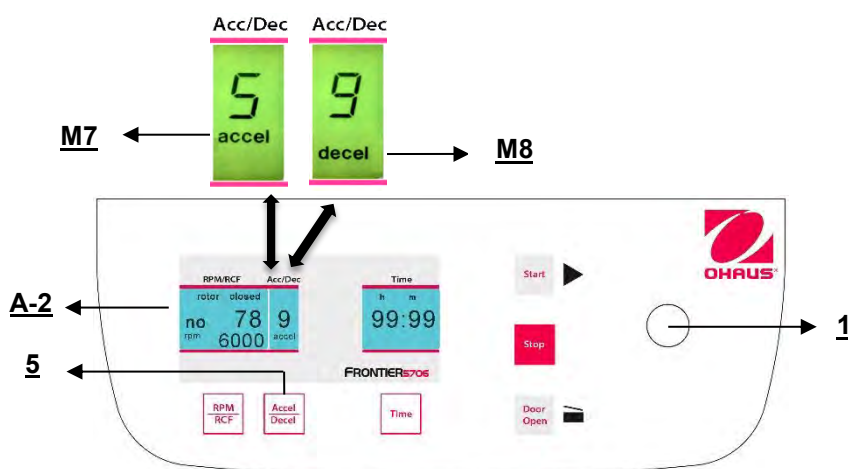 Acc/Dec Acc/Dec
5 9
accel decel
M7 M8
OHAUS
RPM/RCF Acc/Dec Time
rotor closed h m
no 78 9 99:99
rpm 6000 accel
A-2
FRONTIER5706
5
1
Start
Stop
Door
Open
RPM
RCF
Accel
Decel
Time